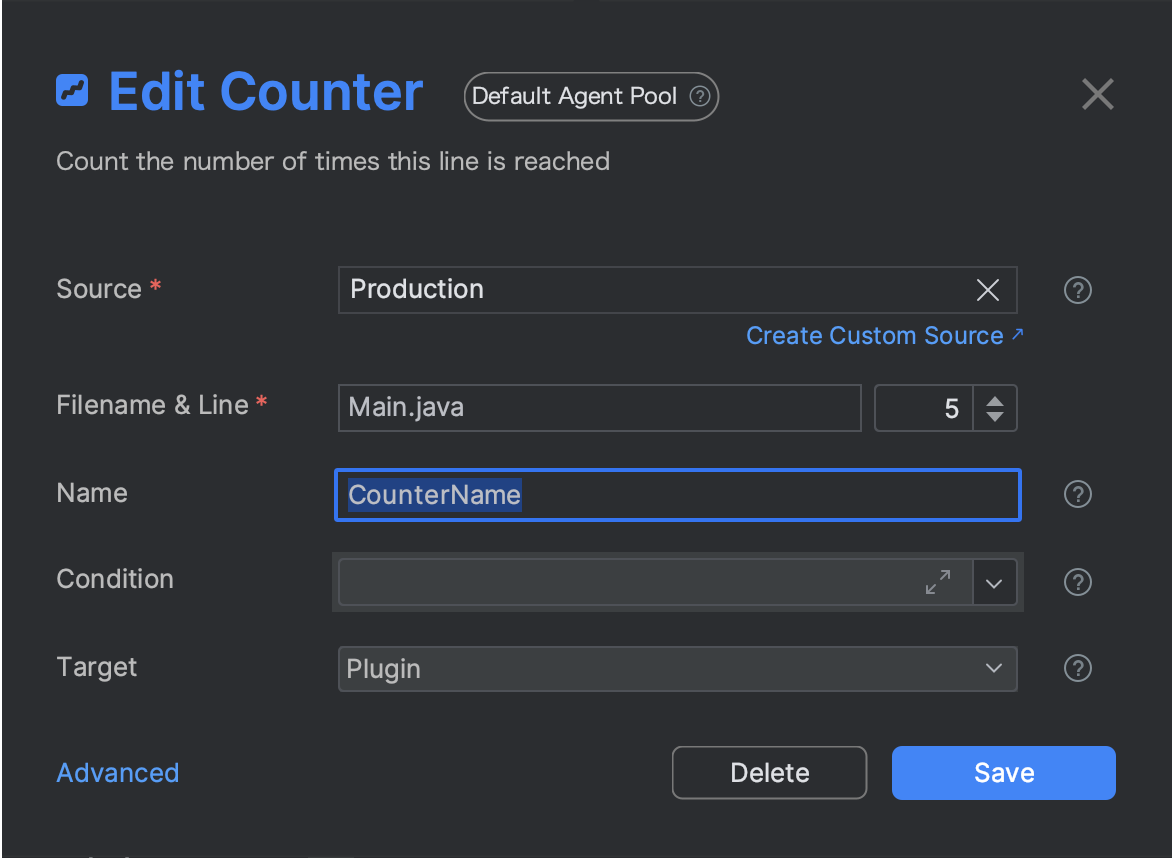 Edit Counter Default Agent Pool ?
Count the number of times this line is reached
Source * Production ?
Create Custom Source ↗
Filename & Line * Main.java 5
Name CounterName ?
Condition ?
Target Plugin ?
Advanced Delete Save